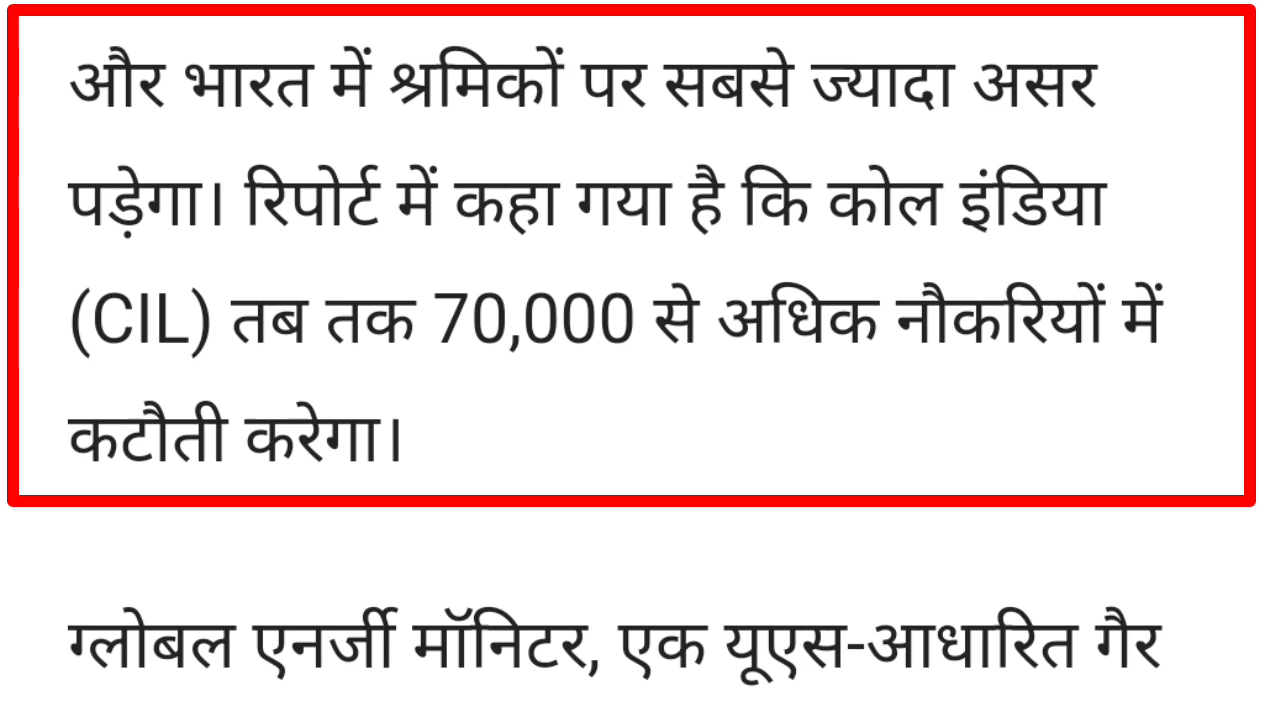 और भारत में श्रमिकों पर सबसे ज्यादा असर
पड़ेगा। रिपोर्ट में कहा गया है कि कोल इंडिया
(CIL) तब तक 70,000 से अधिक नौकरियों में
कटौती करेगा।
ग्लोबल एनर्जी मॉनिटर, एक यूएस-आधारित गैर